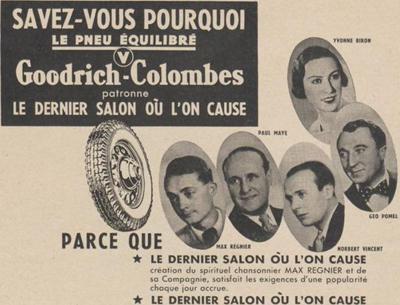 SAVEZ-VOUS POURQUOI
LE PNEU ÉQUILIBRÉ
V
Goodrich-Colombes
patronne
LE DERNIER SALON OÙ L'ON CAUSE
YVONNE BIRON
PAUL MAYE
GEO POMEL
MAX REGNIER
NORBERT VINCENT
PARCE QUE
★ LE DERNIER SALON OÙ L'ON CAUSE
création du spirituel chansonnier MAX REGNIER et de
sa Compagnie, satisfait les exigences d'une popularité
chaque jour accrue.
★ LE DERNIER SALON OÙ L'ON CAUSE